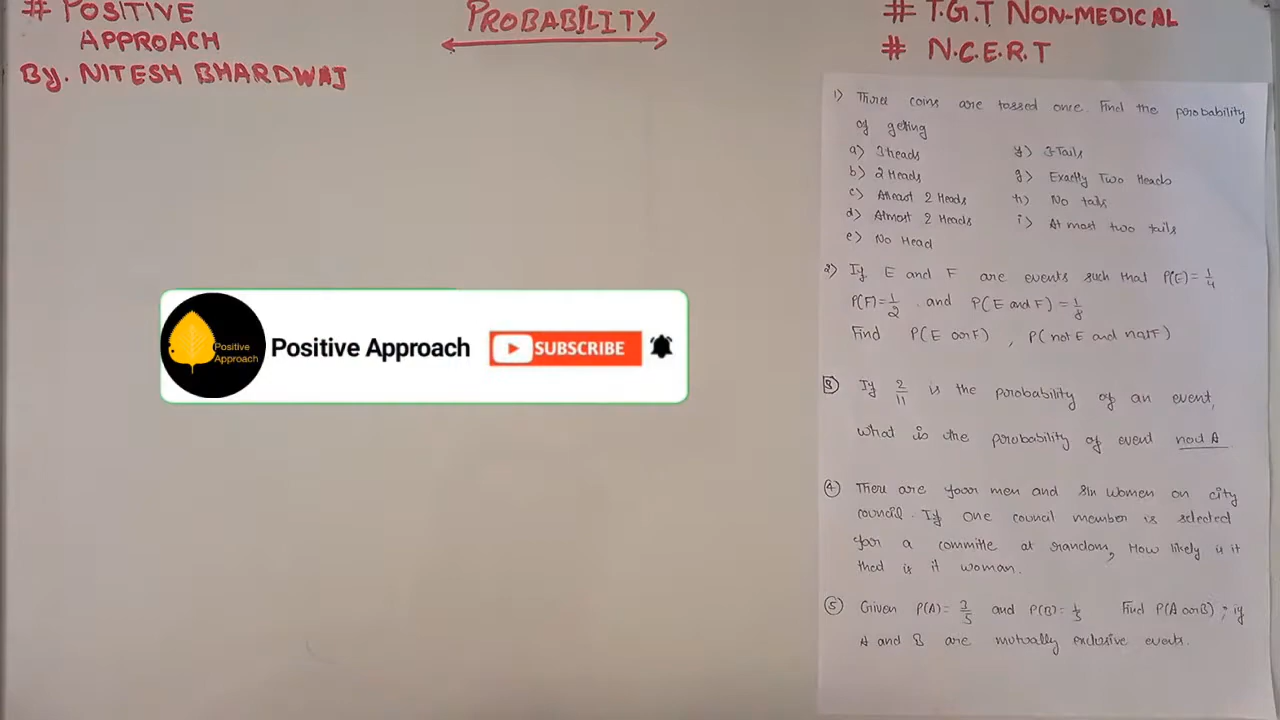 # POSITIVE
APPROACH
By. NITESH BHARDWAJ
PROBABILITY
# T.G.T NON-MEDICAL
# N.C.E.R.T
1) Three coins are tossed once. Find the probability
of geting
a) 3 heads
b) 2 Heads
c) Atleast 2 Heads
d) Atmost 2 Heads
e) No Head
f) 3 Tails
g) Exactly Two Heads
h) No tails
i) At most two tails
2) If E and F are events such that P(E)=1/4
P(F)=1/2 . and P(E and F)=1/8
Find P(E or F) , P(not E and not F)
3 If 2/11 is the probability of an event,
what is the probability of event nod A
4 There are four men and six women on city
council. If one council member is selected
for a committe at random, How likely is it
thed is it woman.
5 Given P(A)=3/5 and P(B)=1/5 Find P(A or B) ; if
A and B are mutually exclusive events.
Positive
Approach
Positive Approach
SUBSCRIBE